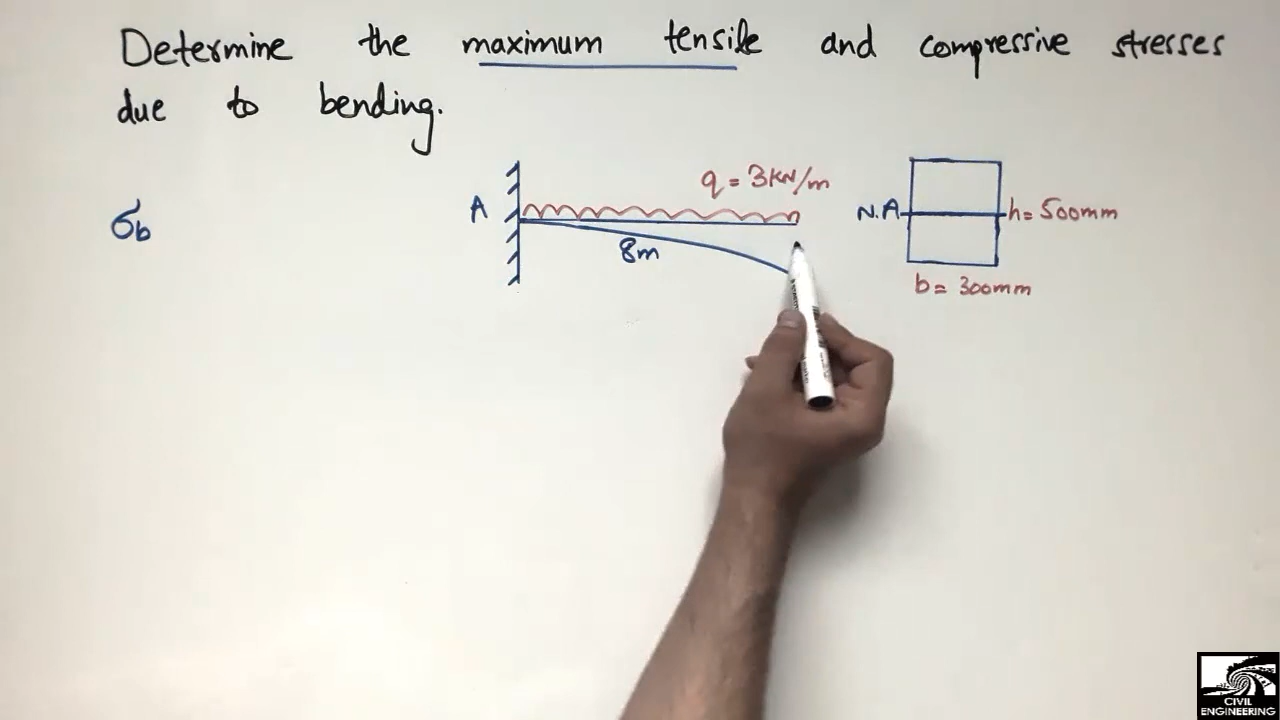 Determine the maximum tensile and compressive stresses
due to bending.
q = 3KN/m
A
N.A
h= 500mm
σb
8m
b= 300mm
CIVIL
ENGINEERING